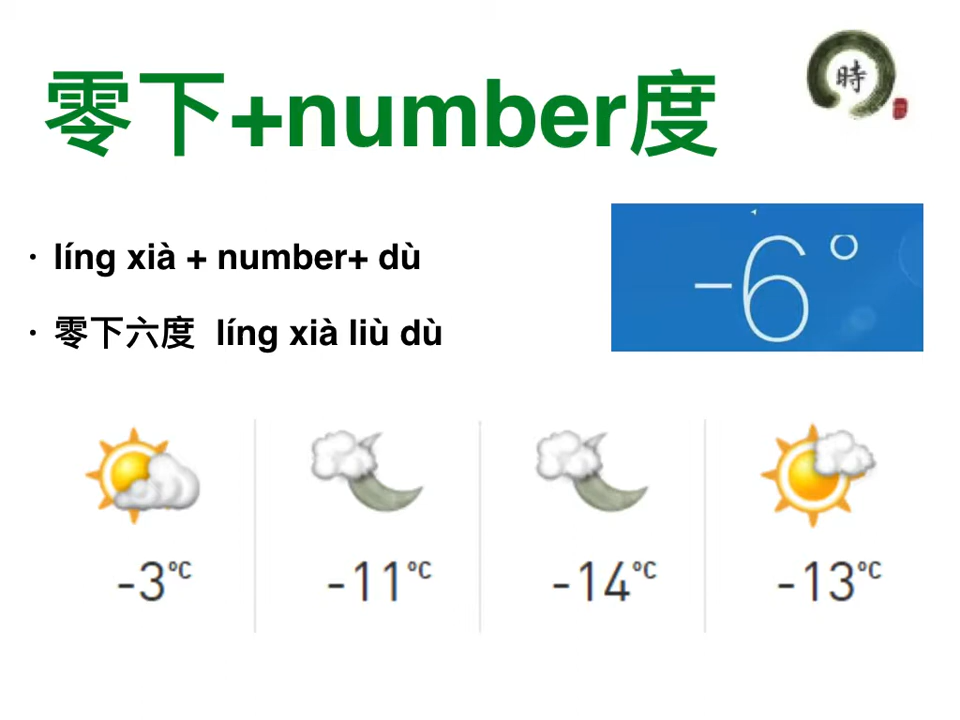 零下+number度
時
· líng xià + number+ dù
· 零下六度 líng xià liù dù
-6°
-3°C
-11°C
-14°C
-13°C